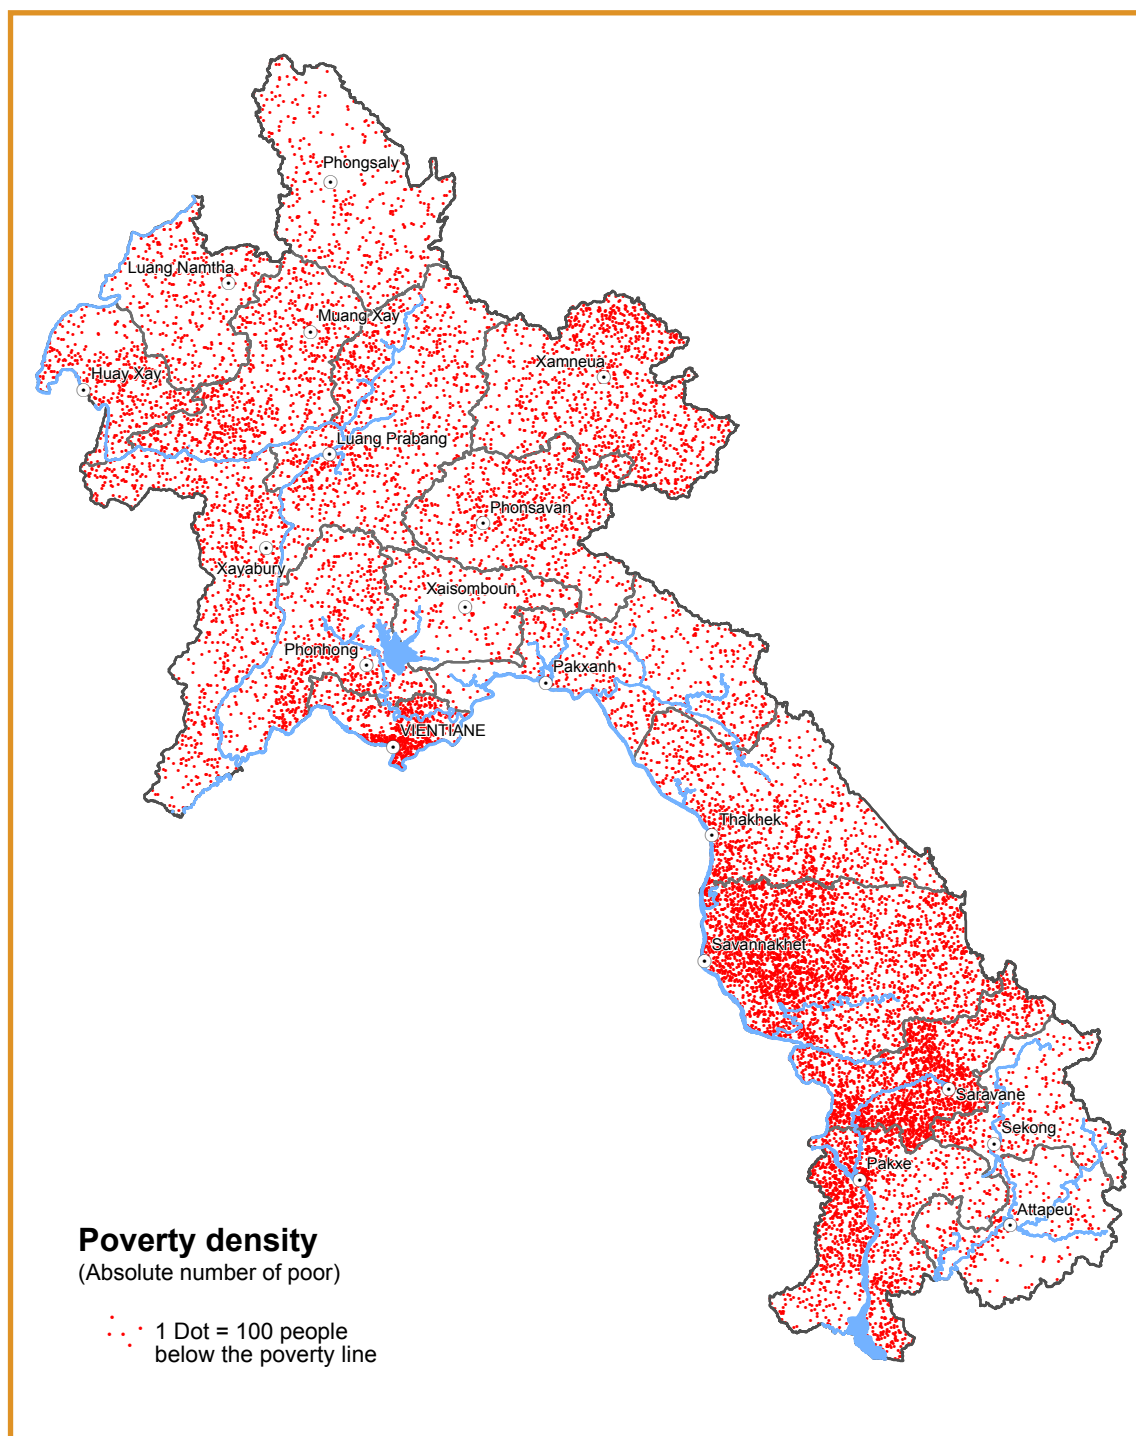 Phongsaly
Luang Namtha
Muang Xay
Xamneua
Huay Xay
Luang Prabang
Phonsavan
Xayabury
Xaisomboun
Phonhong
Pakxanh
VIENTIANE
Thakhek
Savannakhet
Saravane
Sekong
Pakxe
Attapeu
Poverty density
(Absolute number of poor)
1 Dot = 100 people
below the poverty line